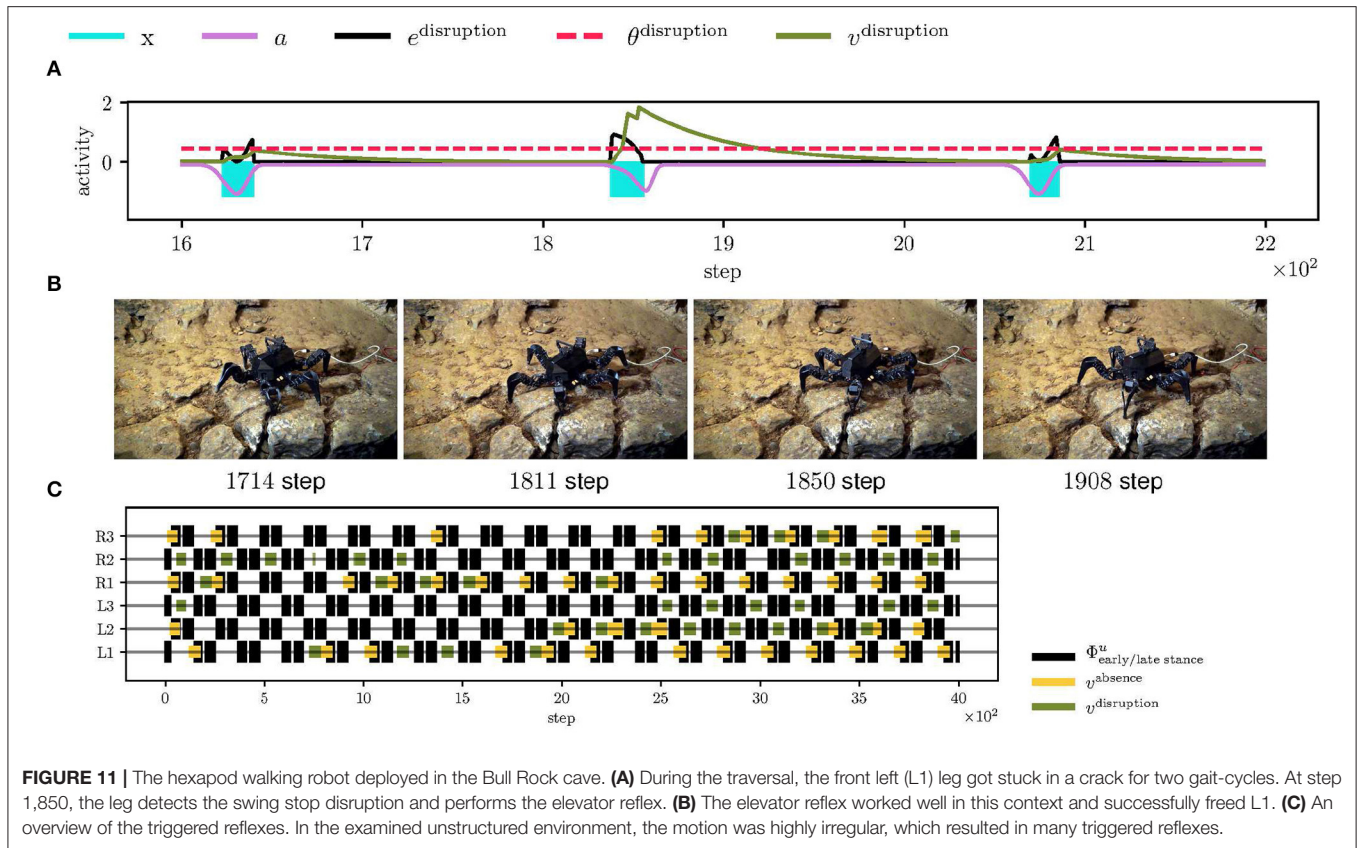 x a e^disruption θ^disruption v^disruption
A
2
0
activity
16 17 18 19 20 21 22
step
×10²
B
1714 step 1811 step 1850 step 1908 step
C
R3
R2
R1
L3
L2
L1
0 5 10 15 20 25 30 35 40
step
×10²
Φ^u_early/late stance
v^absence
v^disruption
FIGURE 11 | The hexapod walking robot deployed in the Bull Rock cave. (A) During the traversal, the front left (L1) leg got stuck in a crack for two gait-cycles. At step
1,850, the leg detects the swing stop disruption and performs the elevator reflex. (B) The elevator reflex worked well in this context and successfully freed L1. (C) An
overview of the triggered reflexes. In the examined unstructured environment, the motion was highly irregular, which resulted in many triggered reflexes.